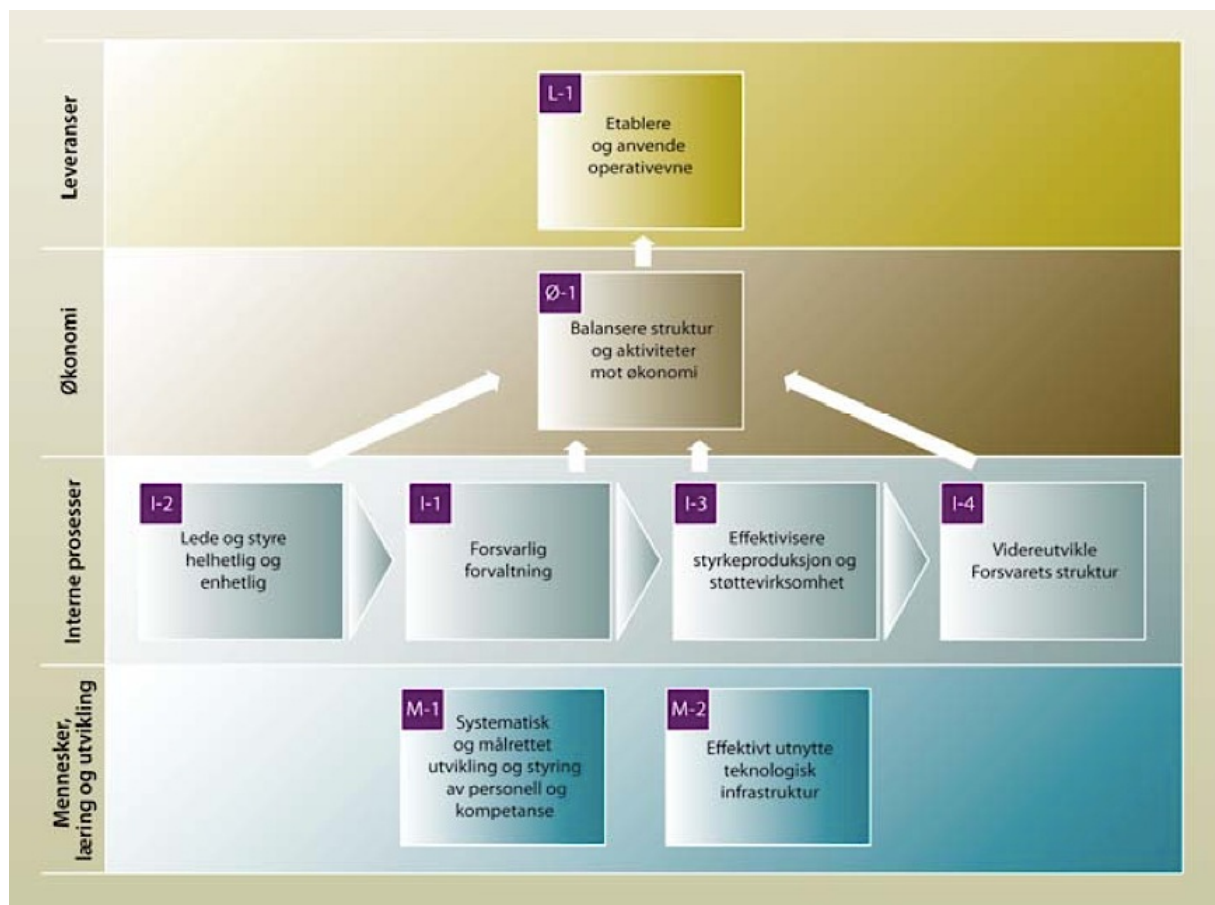 Leveranser
L-1
Etablere
og anvende
operativevne
Økonomi
Ø-1
Balansere struktur
og aktiviteter
mot økonomi
Interne prosesser
I-2
Lede og styre
helhetlig og
enhetlig
I-1
Forsvarlig
forvaltning
I-3
Effektivisere
styrkeproduksjon og
støttevirksomhet
I-4
Videreutvikle
Forsvarets struktur
Mennesker,
læring og utvikling
M-1
Systematisk
og målrettet
utvikling og styring
av personell og
kompetanse
M-2
Effektivt utnytte
teknologisk
infrastruktur